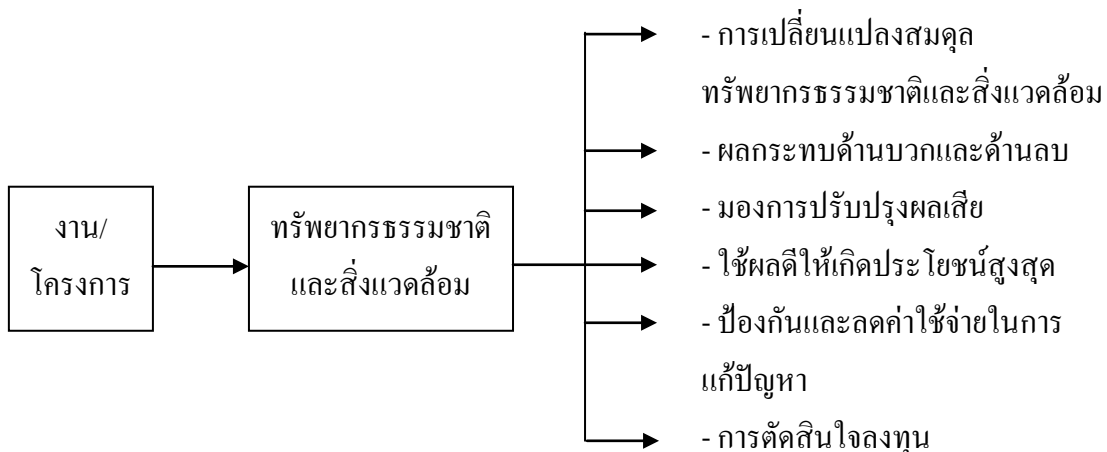 งาน/
โครงการ
ทรัพยากรธรรมชาติ
และสิ่งแวดล้อม
- การเปลี่ยนแปลงสมดุล
ทรัพยากรธรรมชาติและสิ่งแวดล้อม
- ผลกระทบด้านบวกและด้านลบ
- มองการปรับปรุงผลเสีย
- ใช้ผลดีให้เกิดประโยชน์สูงสุด
- ป้องกันและลดค่าใช้จ่ายในการ
แก้ปัญหา
- การตัดสินใจลงทุน